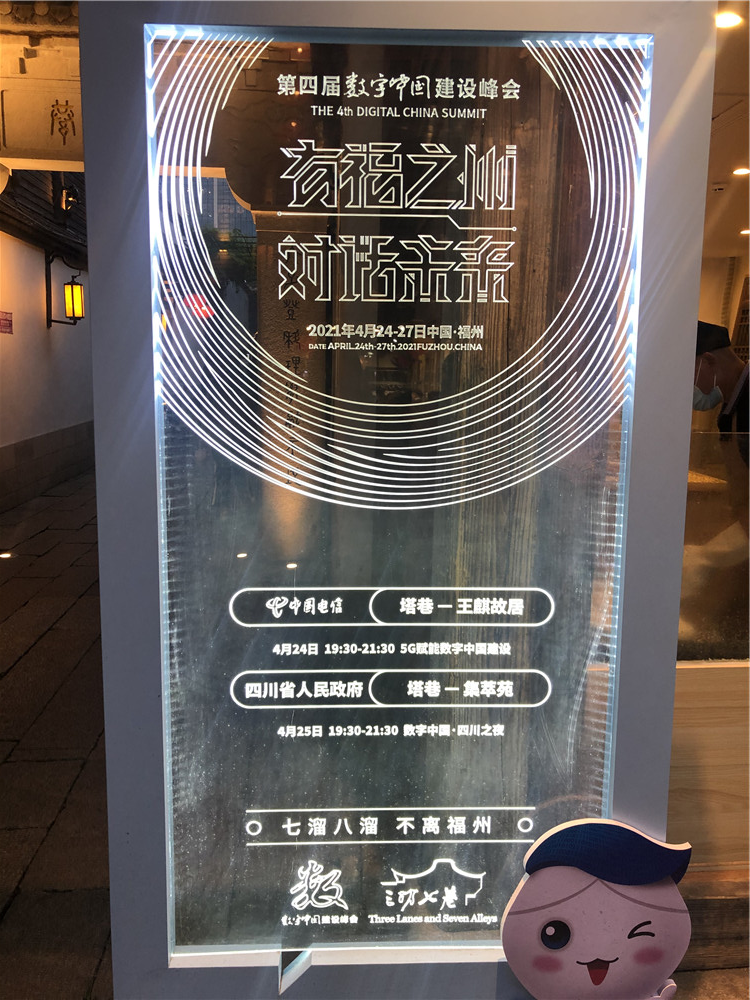 第四届数字中国建设峰会
THE 4th DIGITAL CHINA SUMMIT
有福之州
对话未来
2021年4月24-27日中国·福州
DATE APRIL.24th-27th.2021FUZHOU.CHINA
中国电信 塔巷—王麒故居
4月24日 19:30-21:30 5G赋能数字中国建设
四川省人民政府 塔巷—集萃苑
4月25日 19:30-21:30 数字中国·四川之夜
七溜八溜 不离福州
数 三坊七巷
数字中国建设峰会 Three Lanes and Seven Alleys